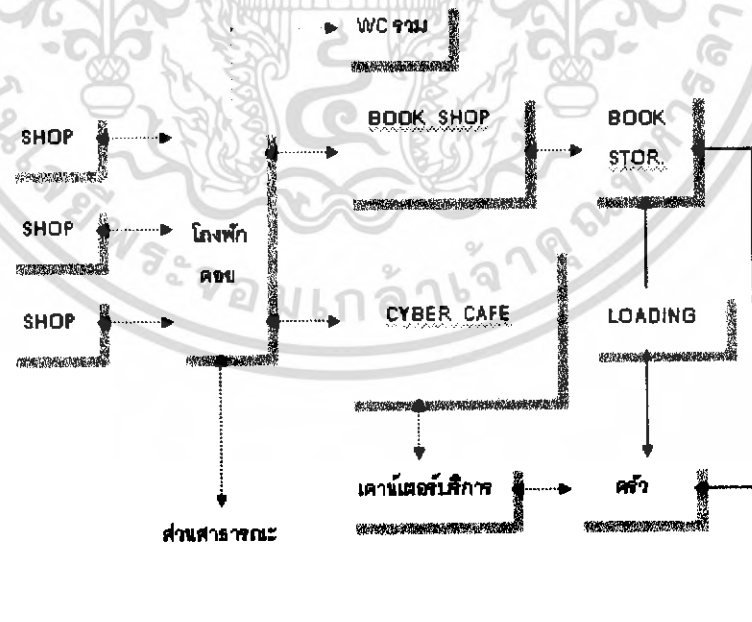 WC รวม
SHOP
BOOK SHOP
BOOK
STOR.
SHOP
โถงพัก
คอย
SHOP
CYBER CAFE
LOADING
เคาน์เตอร์บริการ
ครัว
ส่วนสาธารณะ